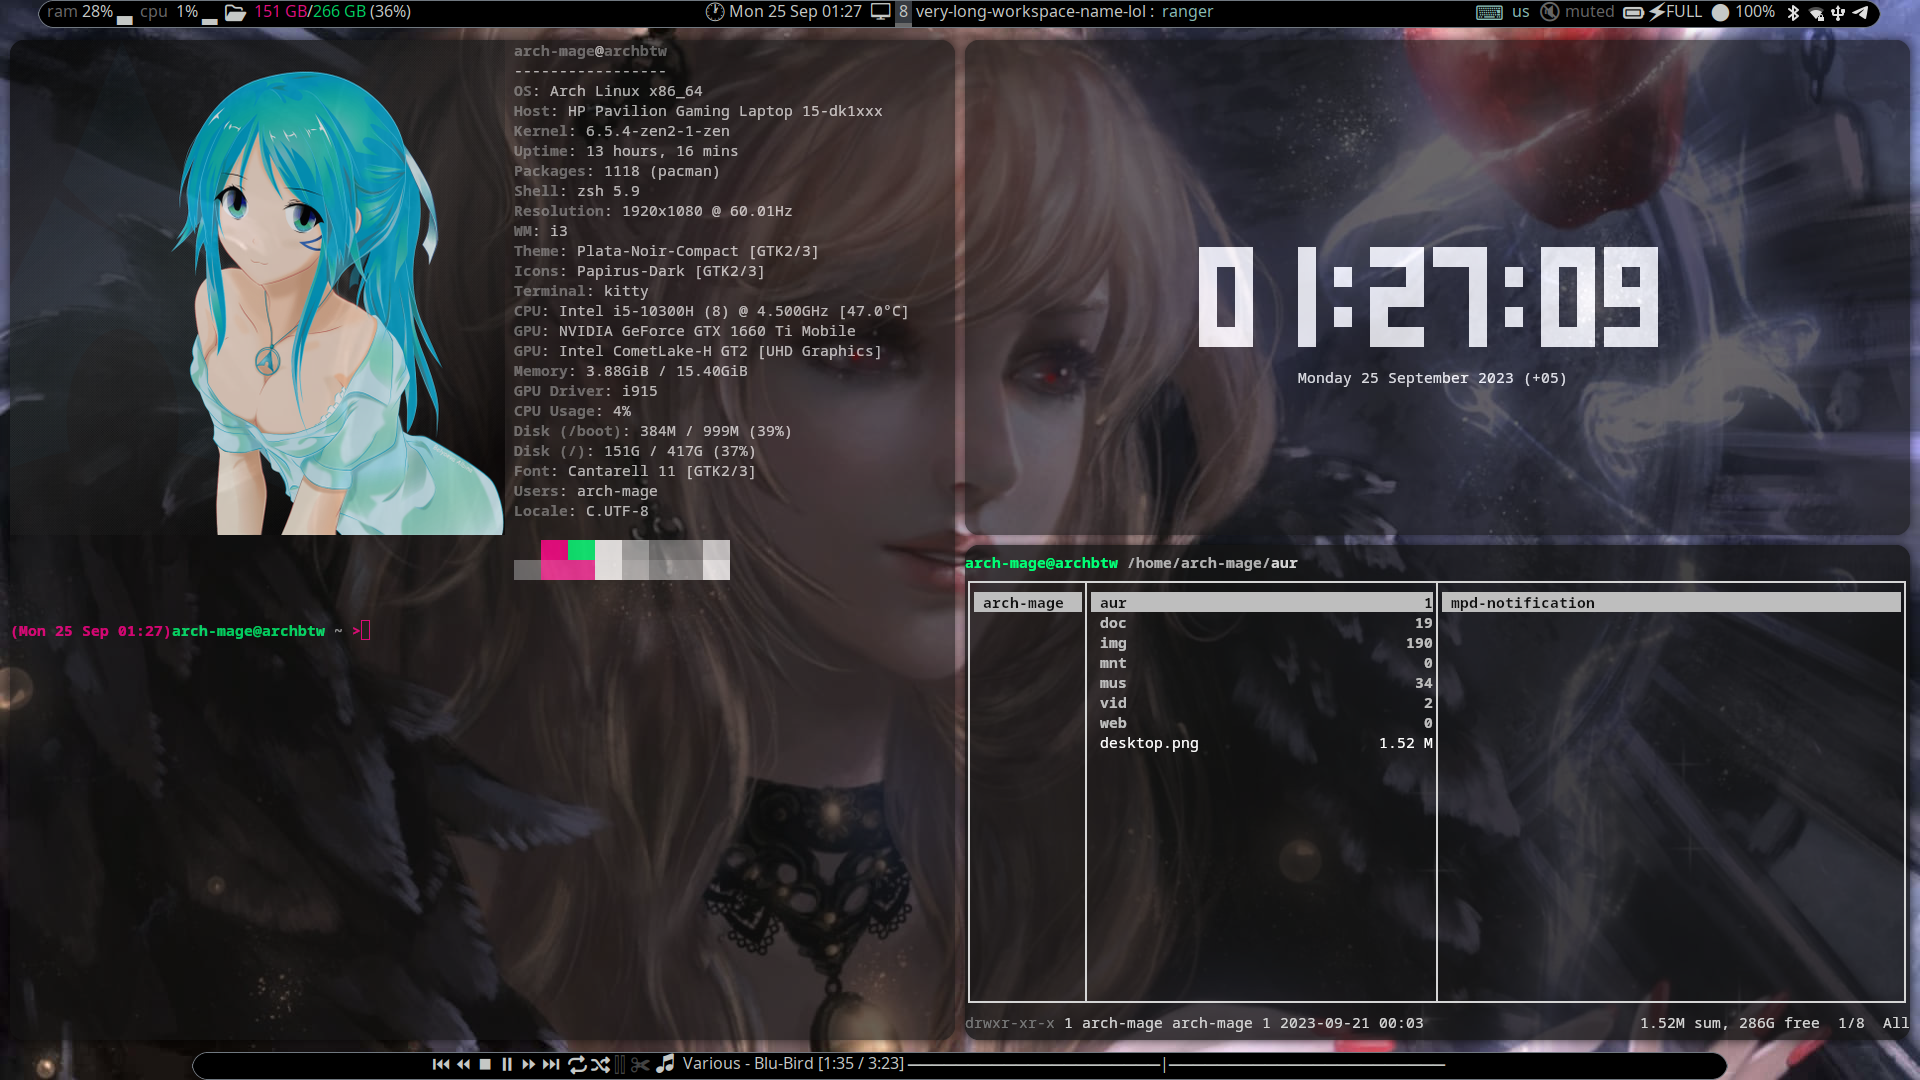 ram 28% cpu 1% 151 GB/266 GB (36%)
Mon 25 Sep 01:27 8 very-long-workspace-name-lol : ranger
us muted FULL 100%
arch-mage@archbtw
-----------------
OS: Arch Linux x86_64
Host: HP Pavilion Gaming Laptop 15-dk1xxx
Kernel: 6.5.4-zen2-1-zen
Uptime: 13 hours, 16 mins
Packages: 1118 (pacman)
Shell: zsh 5.9
Resolution: 1920x1080 @ 60.01Hz
WM: i3
Theme: Plata-Noir-Compact [GTK2/3]
Icons: Papirus-Dark [GTK2/3]
Terminal: kitty
CPU: Intel i5-10300H (8) @ 4.500GHz [47.0°C]
GPU: NVIDIA GeForce GTX 1660 Ti Mobile
GPU: Intel CometLake-H GT2 [UHD Graphics]
Memory: 3.88GiB / 15.40GiB
GPU Driver: i915
CPU Usage: 4%
Disk (/boot): 384M / 999M (39%)
Disk (/): 151G / 417G (37%)
Font: Cantarell 11 [GTK2/3]
Users: arch-mage
Locale: C.UTF-8
(Mon 25 Sep 01:27)arch-mage@archbtw ~ >
01:27:09
Monday 25 September 2023 (+05)
arch-mage@archbtw /home/arch-mage/aur
arch-mage
aur 1
doc 19
img 190
mnt 0
mus 34
vid 2
web 0
desktop.png 1.52 M
mpd-notification
drwxr-xr-x 1 arch-mage arch-mage 1 2023-09-21 00:03 1.52M sum, 286G free 1/8 All
Various - Blu-Bird [1:35 / 3:23]